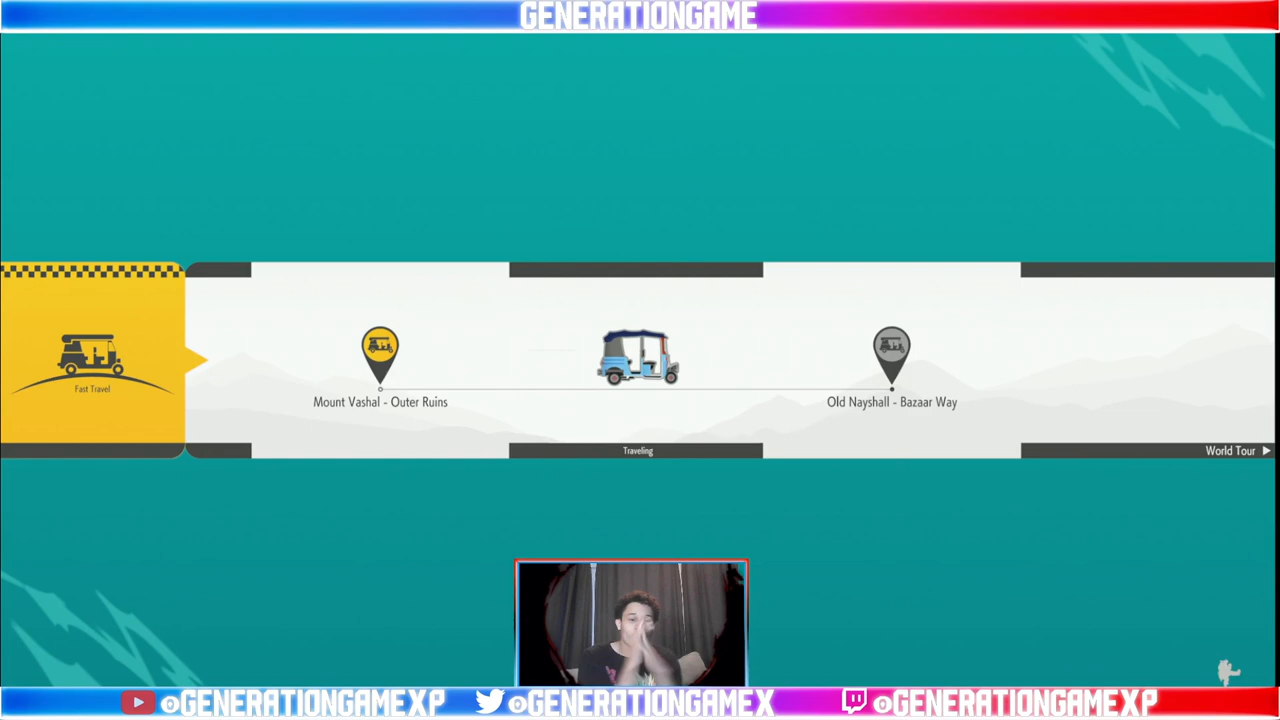 GENERATIONGAME
Fast Travel
Mount Vashal - Outer Ruins
Old Nayshall - Bazaar Way
Traveling
World Tour
@GENERATIONGAMEXP
@GENERATIONGAMEX
@GENERATIONGAMEXP